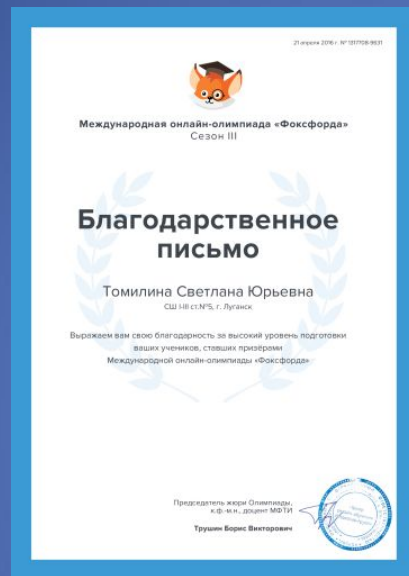 21 апреля 2016 г. № 1317708-9631
Международная онлайн-олимпиада «Фоксфорда»
Сезон III
Благодарственное
письмо
Томилина Светлана Юрьевна
СШ I-III ст.№5, г. Луганск
Выражаем вам свою благодарность за высокий уровень подготовки
ваших учеников, ставших призёрами
Международной онлайн-олимпиады «Фоксфорда»
Председатель жюри Олимпиады,
к.ф.-м.н., доцент МФТИ
Трушин Борис Викторович